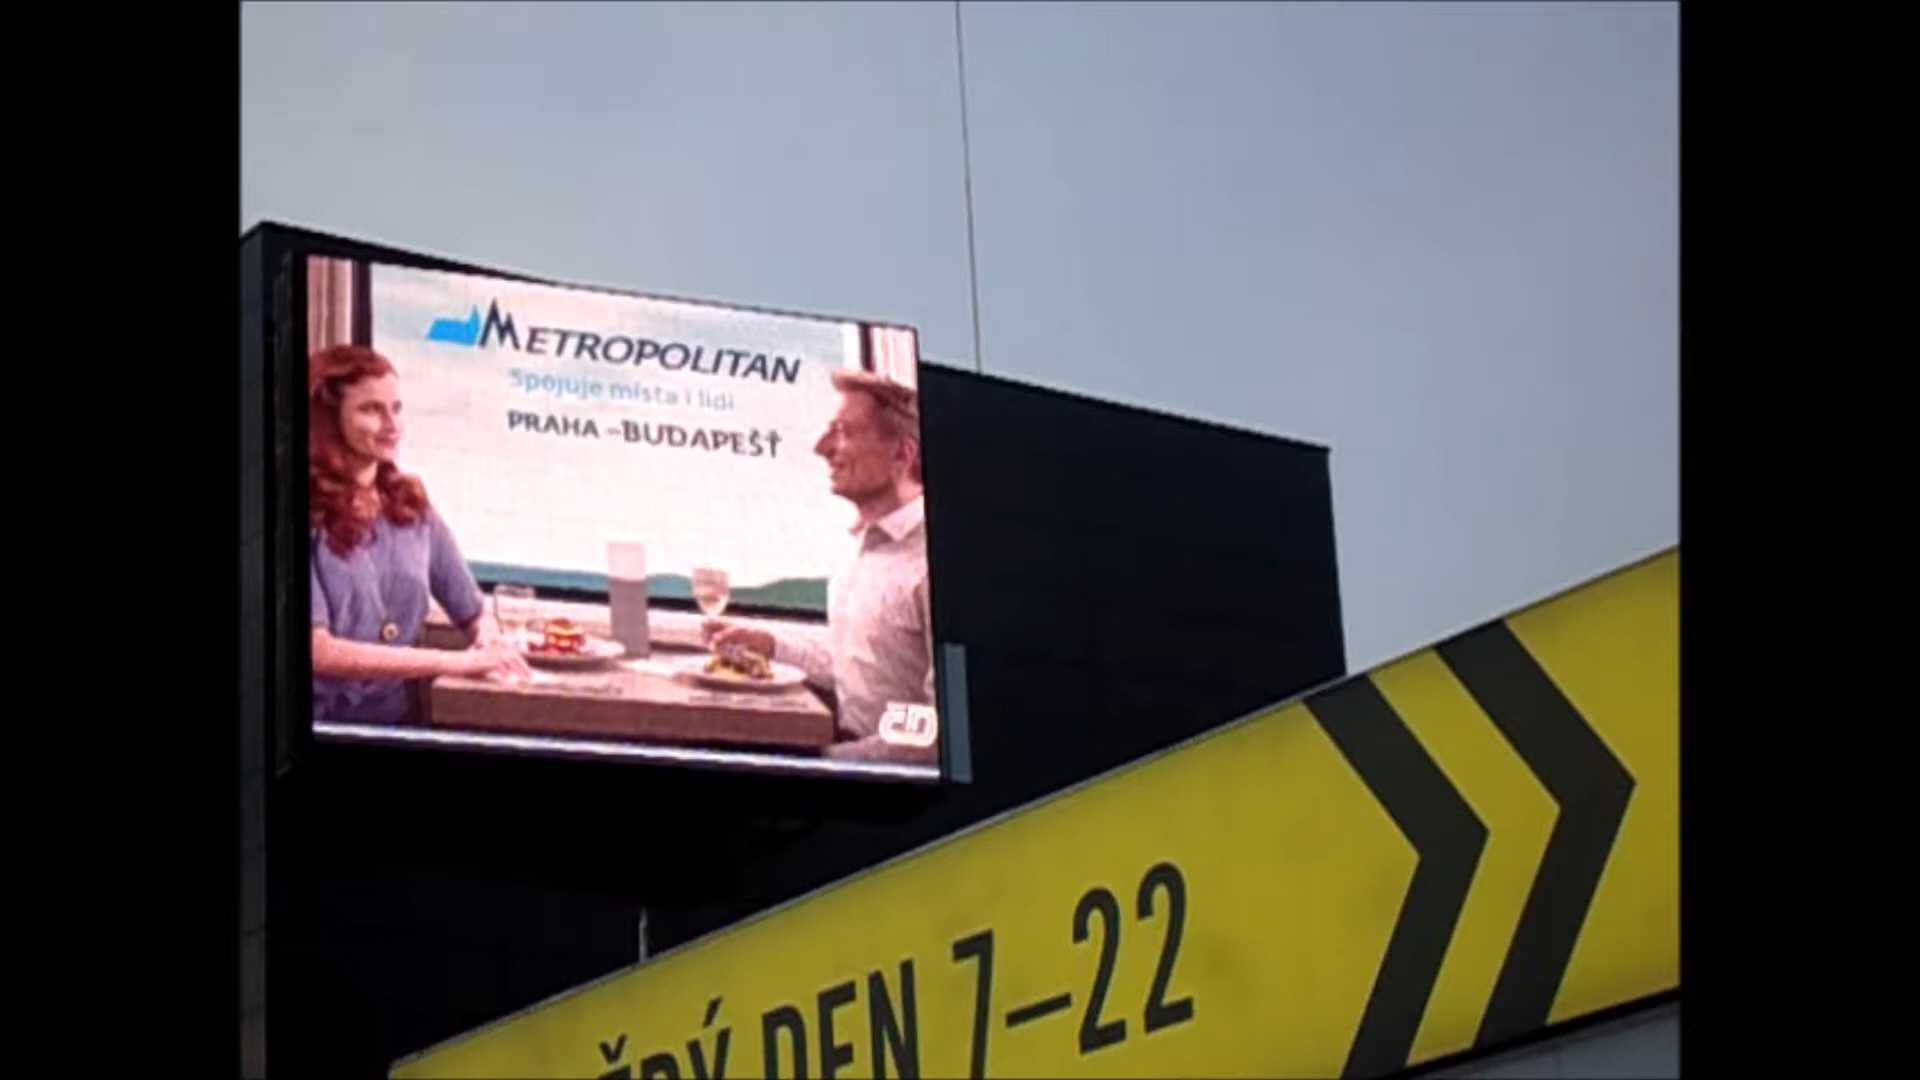 METROPOLITAN
Spojuje místa i lidi
PRAHA – BUDAPEŠŤ
ČD
DEN 7–22